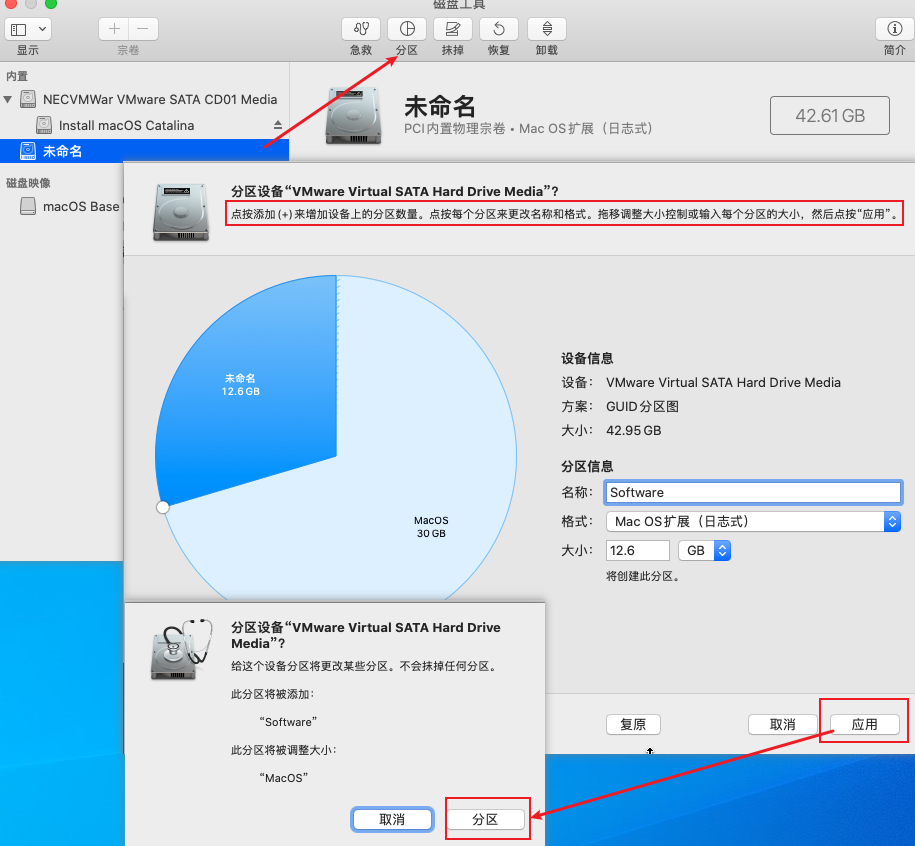 磁盘工具
显示
宗卷
急救
分区
抹掉
恢复
卸载
简介
内置
NECVMWar VMware SATA CD01 Media
Install macOS Catalina
未命名
磁盘映像
macOS Base
未命名
PCI内置物理宗卷 • Mac OS扩展（日志式）
42.61 GB
分区设备“VMware Virtual SATA Hard Drive Media”？
点按添加 (+) 来增加设备上的分区数量。点按每个分区来更改名称和格式。拖移调整大小控制或输入每个分区的大小，然后点按“应用”。
未命名
12.6 GB
MacOS
30 GB
设备信息
设备： VMware Virtual SATA Hard Drive Media
方案： GUID分区图
大小： 42.95 GB
分区信息
名称： Software
格式： Mac OS扩展（日志式）
大小： 12.6 GB
将创建此分区。
复原
取消
应用
分区设备“VMware Virtual SATA Hard Drive
Media”？
给这个设备分区将更改某些分区。不会抹掉任何分区。
此分区将被添加：
“Software”
此分区将被调整大小：
“MacOS”
取消
分区